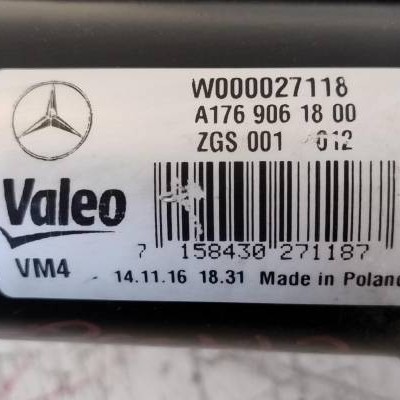 W000027118
A176 906 18 00
ZGS 001 012
Valeo
7 158430 271187
VM4
14.11.16 18.31 Made in Poland